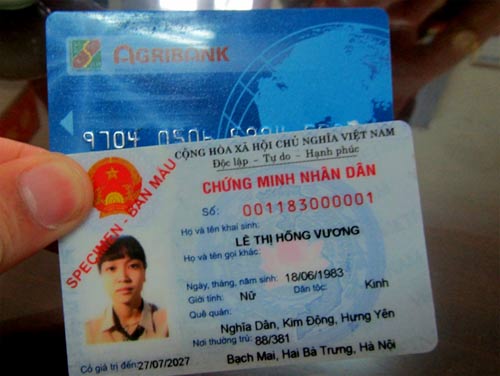 AGRIBANK
9704 0506
CỘNG HÒA XÃ HỘI CHỦ NGHĨA VIỆT NAM
Độc lập - Tự do - Hạnh phúc
CHỨNG MINH NHÂN DÂN
SPECIMEN - BẢN MẪU
Số: 001183000001
Họ và tên khai sinh:
LÊ THỊ HỒNG VƯƠNG
Họ và tên gọi khác:
Ngày, tháng, năm sinh: 18/06/1983
Giới tính: Nữ Dân tộc: Kinh
Quê quán:
Nghĩa Dân, Kim Động, Hưng Yên
Nơi thường trú: 88/381
Bạch Mai, Hai Bà Trưng, Hà Nội
Có giá trị đến: 27/07/2027